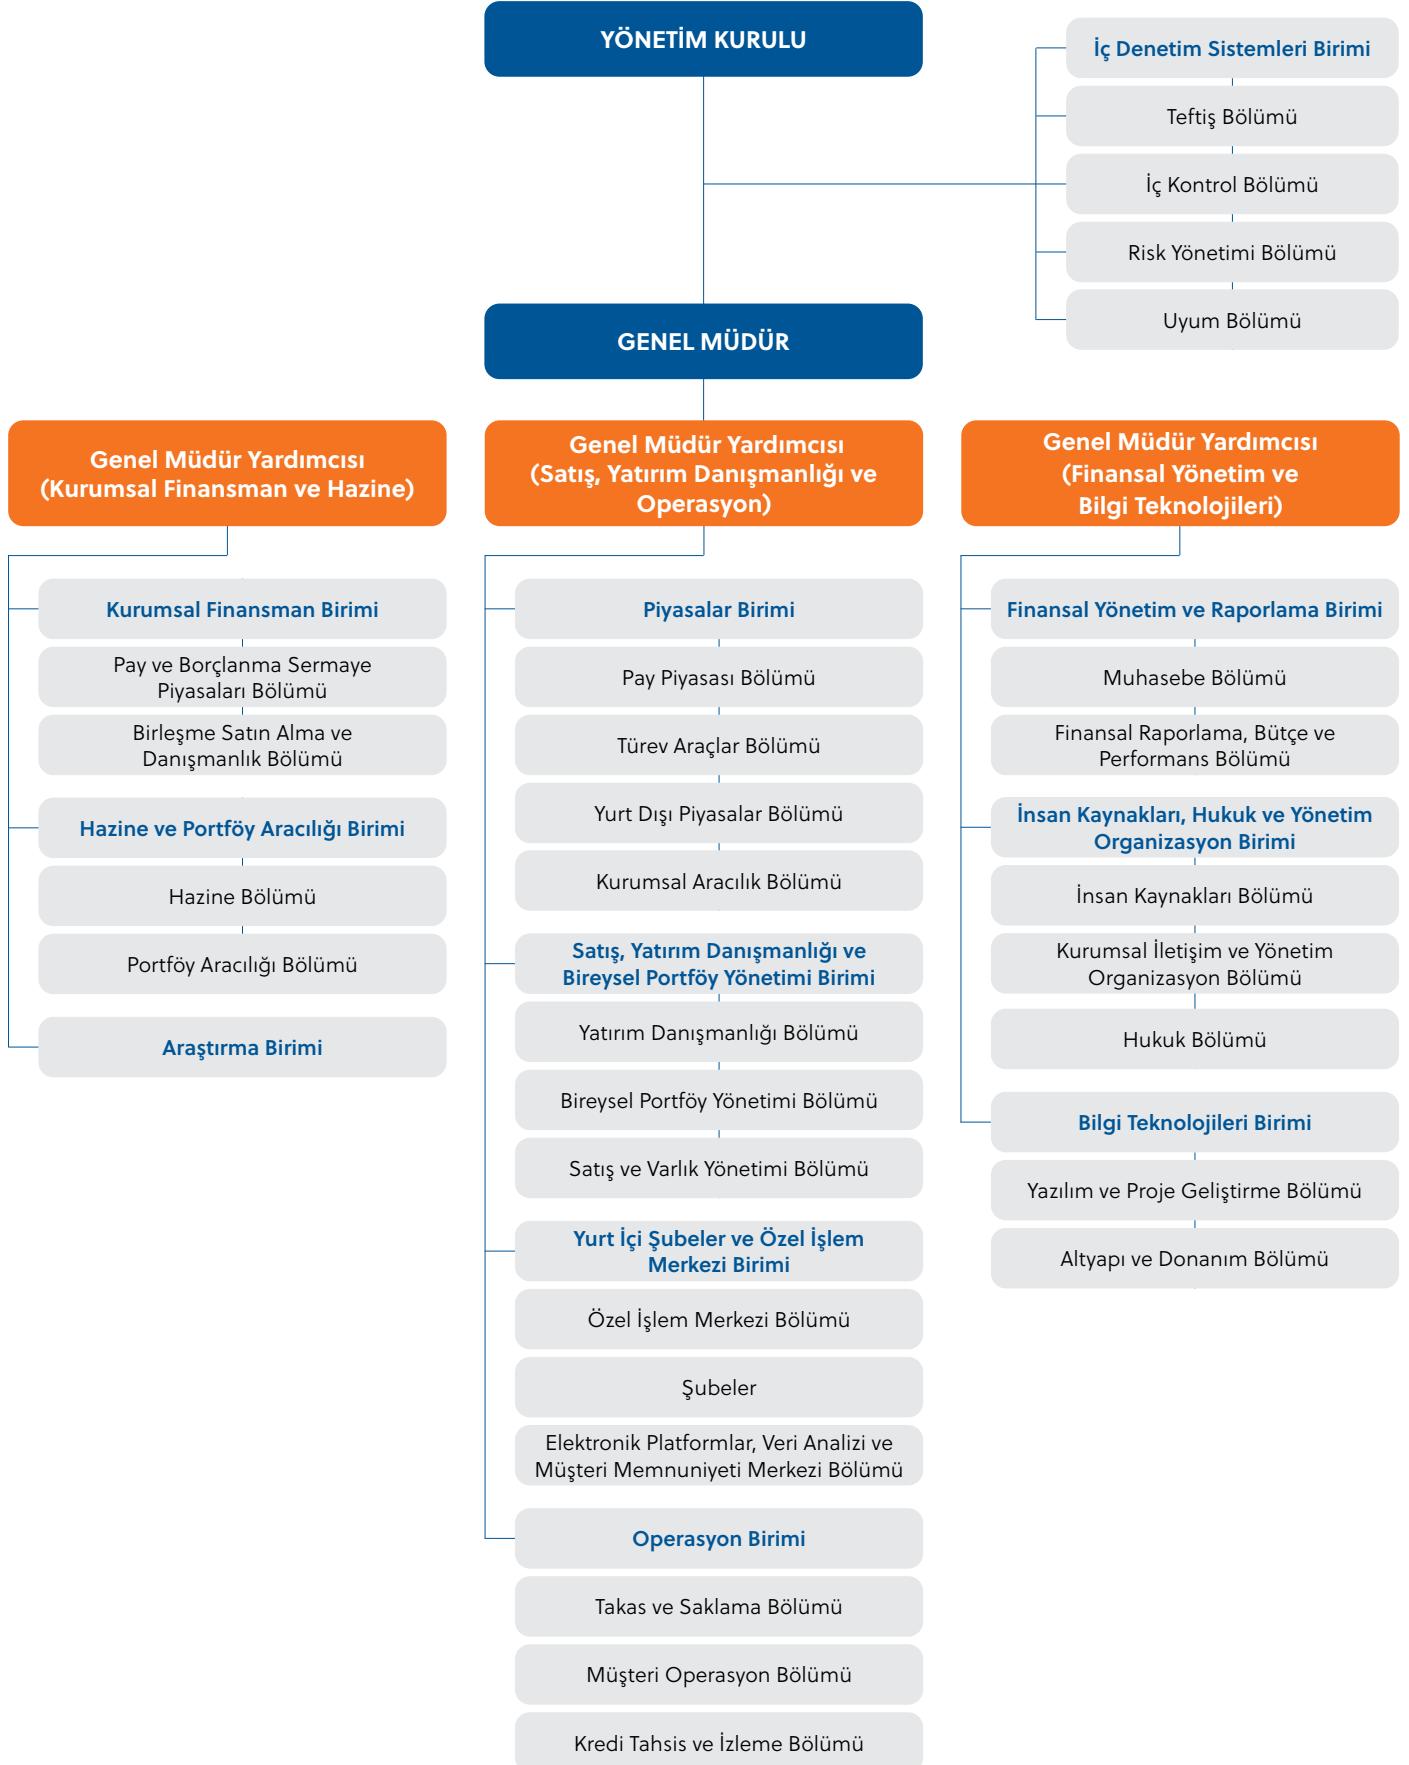 YÖNETİM KURULU
İç Denetim Sistemleri Birimi
Teftiş Bölümü
İç Kontrol Bölümü
Risk Yönetimi Bölümü
Uyum Bölümü
GENEL MÜDÜR
Genel Müdür Yardımcısı
(Kurumsal Finansman ve Hazine)
Kurumsal Finansman Birimi
Pay ve Borçlanma Sermaye
Piyasaları Bölümü
Birleşme Satın Alma ve
Danışmanlık Bölümü
Hazine ve Portföy Aracılığı Birimi
Hazine Bölümü
Portföy Aracılığı Bölümü
Araştırma Birimi
Genel Müdür Yardımcısı
(Satış, Yatırım Danışmanlığı ve
Operasyon)
Piyasalar Birimi
Pay Piyasası Bölümü
Türev Araçlar Bölümü
Yurt Dışı Piyasalar Bölümü
Kurumsal Aracılık Bölümü
Satış, Yatırım Danışmanlığı ve
Bireysel Portföy Yönetimi Birimi
Yatırım Danışmanlığı Bölümü
Bireysel Portföy Yönetimi Bölümü
Satış ve Varlık Yönetimi Bölümü
Yurt İçi Şubeler ve Özel İşlem
Merkezi Birimi
Özel İşlem Merkezi Bölümü
Şubeler
Elektronik Platformlar, Veri Analizi ve
Müşteri Memnuniyeti Merkezi Bölümü
Operasyon Birimi
Takas ve Saklama Bölümü
Müşteri Operasyon Bölümü
Kredi Tahsis ve İzleme Bölümü
Genel Müdür Yardımcısı
(Finansal Yönetim ve
Bilgi Teknolojileri)
Finansal Yönetim ve Raporlama Birimi
Muhasebe Bölümü
Finansal Raporlama, Bütçe ve
Performans Bölümü
İnsan Kaynakları, Hukuk ve Yönetim
Organizasyon Birimi
İnsan Kaynakları Bölümü
Kurumsal İletişim ve Yönetim
Organizasyon Bölümü
Hukuk Bölümü
Bilgi Teknolojileri Birimi
Yazılım ve Proje Geliştirme Bölümü
Altyapı ve Donanım Bölümü